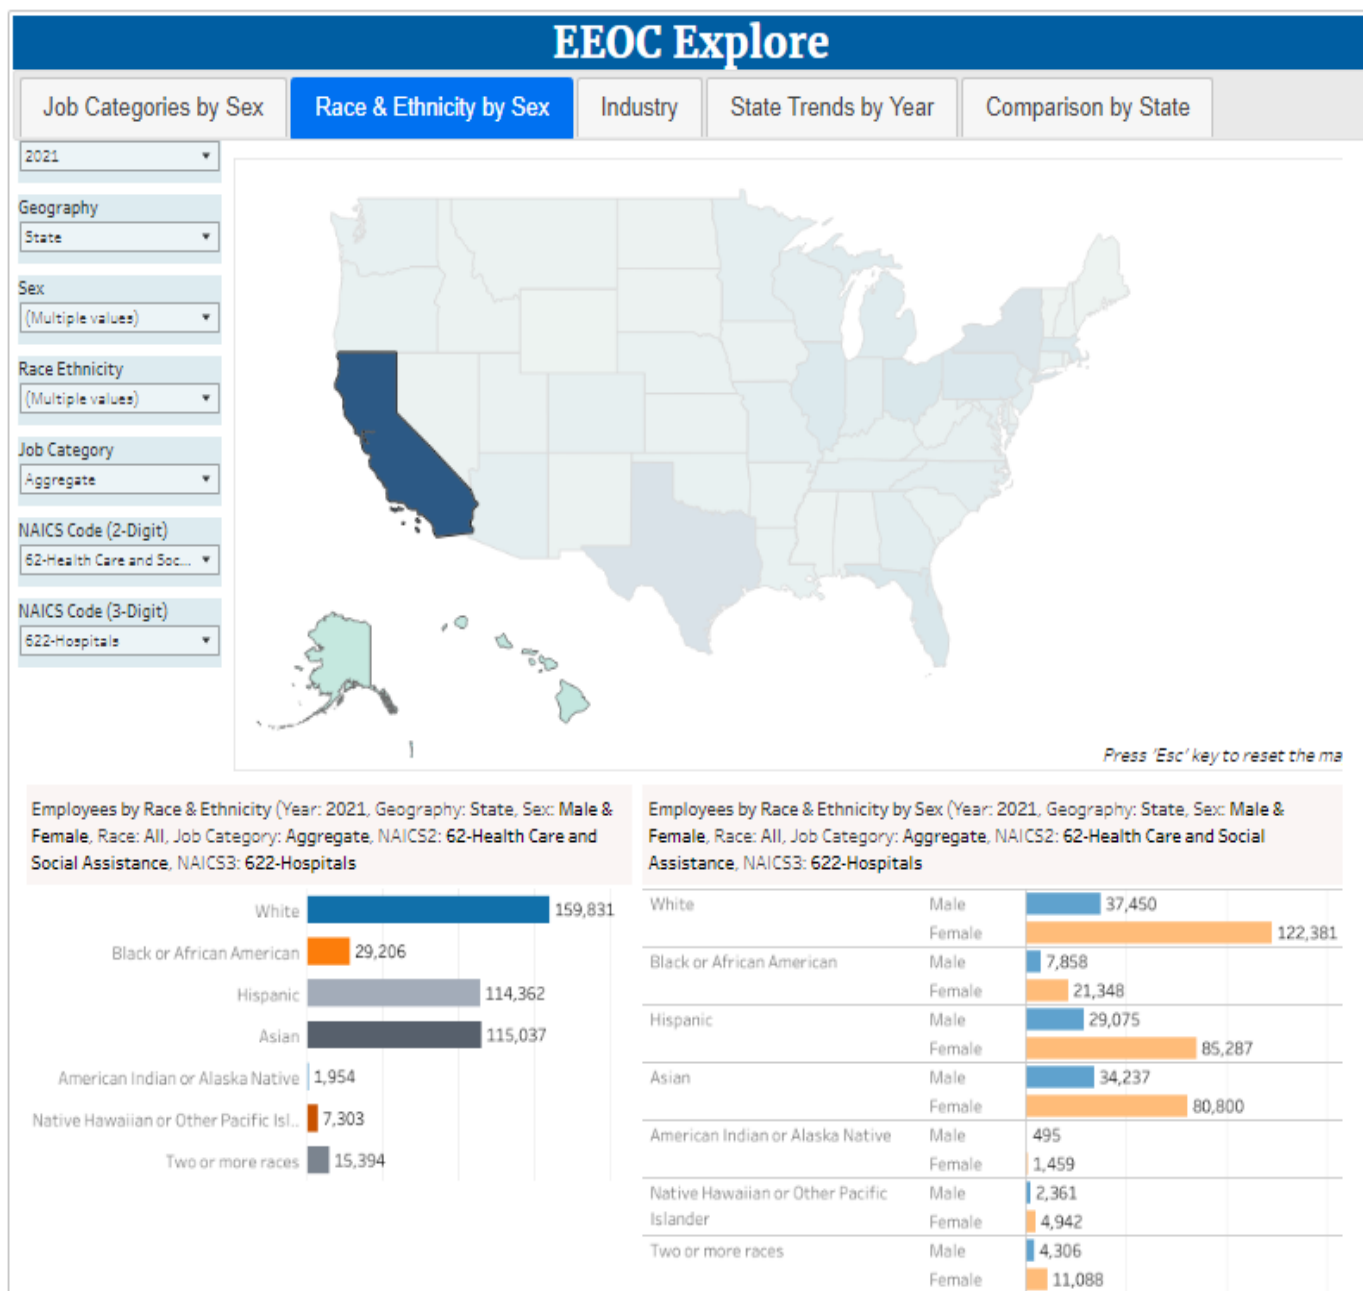 EEOC Explore
Job Categories by Sex
Race & Ethnicity by Sex
Industry
State Trends by Year
Comparison by State
2021
Geography
State
Sex
(Multiple values)
Race Ethnicity
(Multiple values)
Job Category
Aggregate
NAICS Code (2-Digit)
62-Health Care and Soc...
NAICS Code (3-Digit)
622-Hospitals
Press 'Esc' key to reset the ma
Employees by Race & Ethnicity (Year: 2021, Geography: State, Sex: Male &
Female, Race: All, Job Category: Aggregate, NAICS2: 62-Health Care and
Social Assistance, NAICS3: 622-Hospitals
White 159,831
Black or African American 29,206
Hispanic 114,362
Asian 115,037
American Indian or Alaska Native 1,954
Native Hawaiian or Other Pacific Isl.. 7,303
Two or more races 15,394
Employees by Race & Ethnicity by Sex (Year: 2021, Geography: State, Sex: Male &
Female, Race: All, Job Category: Aggregate, NAICS2: 62-Health Care and Social
Assistance, NAICS3: 622-Hospitals
White Male 37,450
Female 122,381
Black or African American Male 7,858
Female 21,348
Hispanic Male 29,075
Female 85,287
Asian Male 34,237
Female 80,800
American Indian or Alaska Native Male 495
Female 1,459
Native Hawaiian or Other Pacific Male 2,361
Islander Female 4,942
Two or more races Male 4,306
Female 11,088